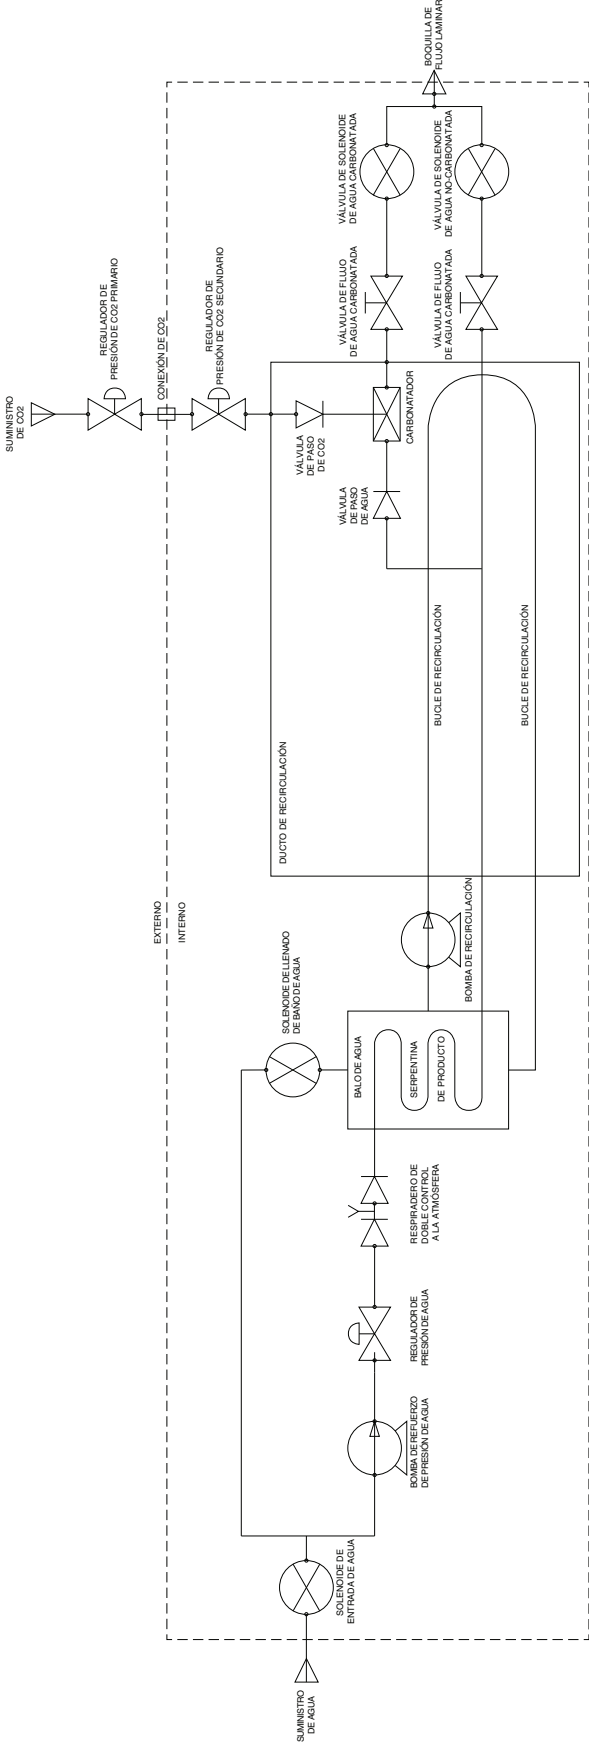 SUMINISTRO
DE AGUA
SOLENOIDE DE
ENTRADA DE AGUA
BOMBA DE REFUERZO
DE PRESIÓN DE AGUA
REGULADOR DE
PRESIÓN DE AGUA
RESPIRADERO DE
DOBLE CONTROL
A LA ATMÓSFERA
SOLENOIDE DE LLENADO
DE BAÑO DE AGUA
BALO DE AGUA
SERPENTINA
DE PRODUCTO
BOMBA DE RECIRCULACIÓN
EXTERNO
INTERNO
DUCTO DE RECIRCULACIÓN
BUCLE DE RECIRCULACIÓN
BUCLE DE RECIRCULACIÓN
SUMINISTRO
DE CO2
REGULADOR DE
PRESIÓN DE CO2 PRIMARIO
CONEXIÓN DE CO2
REGULADOR DE
PRESIÓN DE CO2 SECUNDARIO
VÁLVULA
DE PASO
DE CO2
VÁLVULA
DE PASO
DE AGUA
CARBONATADOR
VÁLVULA DE FLUJO
DE AGUA CARBONATADA
VÁLVULA DE FLUJO
DE AGUA CARBONATADA
VÁLVULA DE SOLENOIDE
DE AGUA CARBONATADA
VÁLVULA DE SOLENOIDE
DE AGUA NO-CARBONATADA
BOQUILLA DE
FLUJO LAMINAR